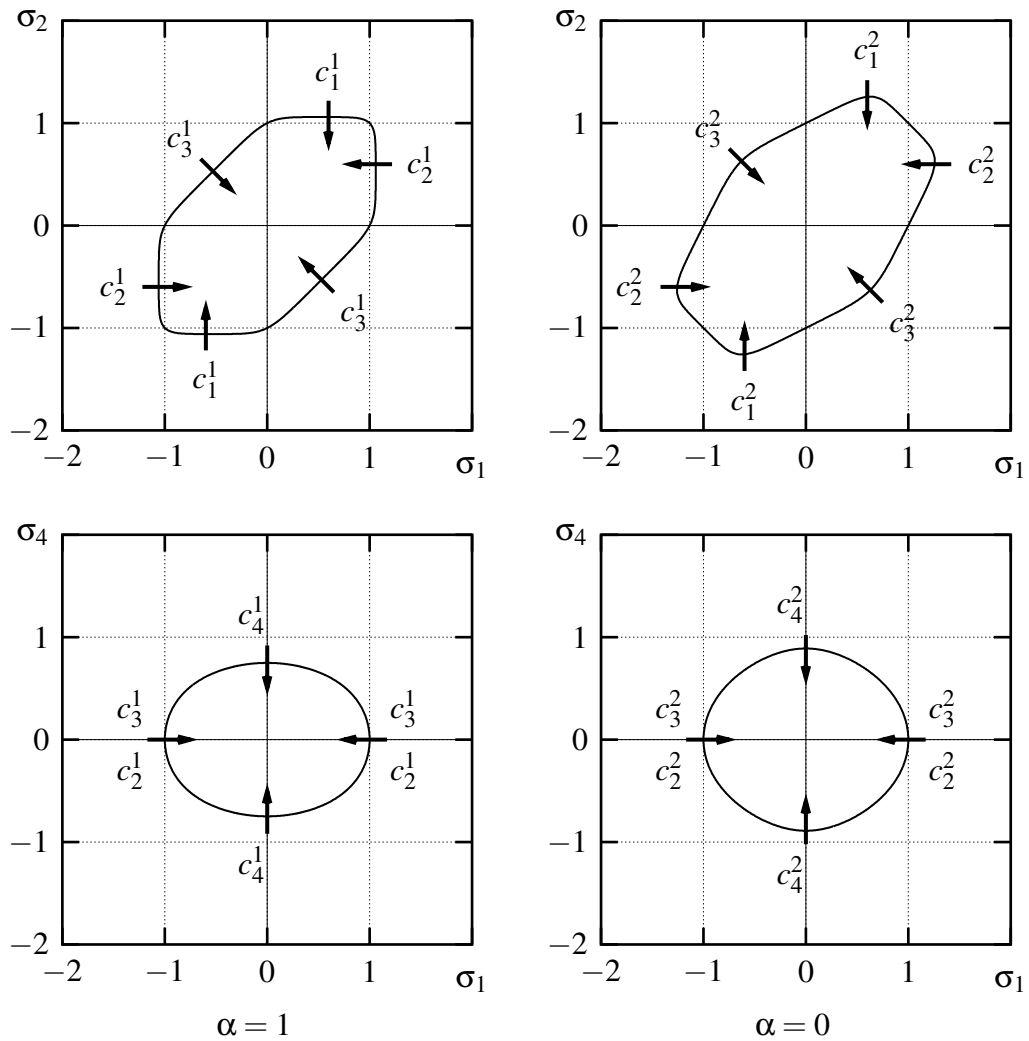 σ₂ σ₂
2 2
c₁¹ c₁²
1 c₃¹ 1 c₃²
c₂¹ c₂²
0 0
c₂¹ c₂²
c₃¹ c₃²
−1 −1
c₁¹ c₁²
−2 −2
−2 −1 0 1 σ₁ −2 −1 0 1 σ₁
σ₄ σ₄
c₄¹ c₄²
1 1
c₃¹ c₃¹ c₃² c₃²
0 0
c₂¹ c₂¹ c₂² c₂²
−1 −1
c₄¹ c₄²
−2 −2
−2 −1 0 1 σ₁ −2 −1 0 1 σ₁
α = 1 α = 0